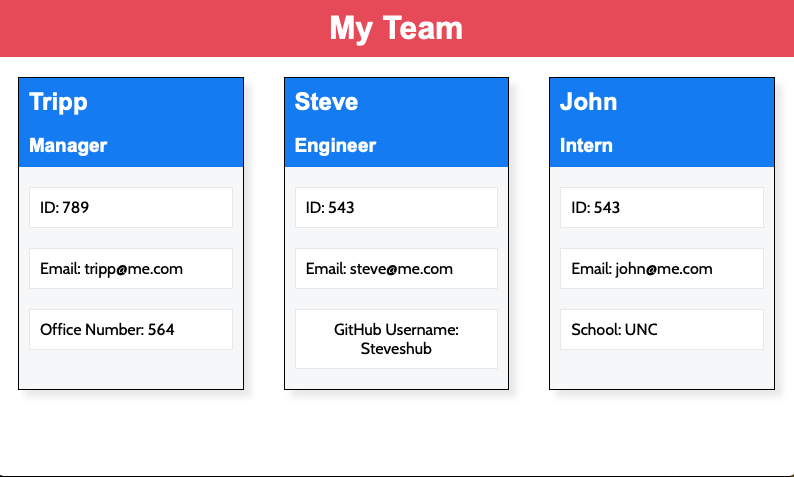 My Team
Tripp
Manager
ID: 789
Email: tripp@me.com
Office Number: 564
Steve
Engineer
ID: 543
Email: steve@me.com
GitHub Username:
Steveshub
John
Intern
ID: 543
Email: john@me.com
School: UNC